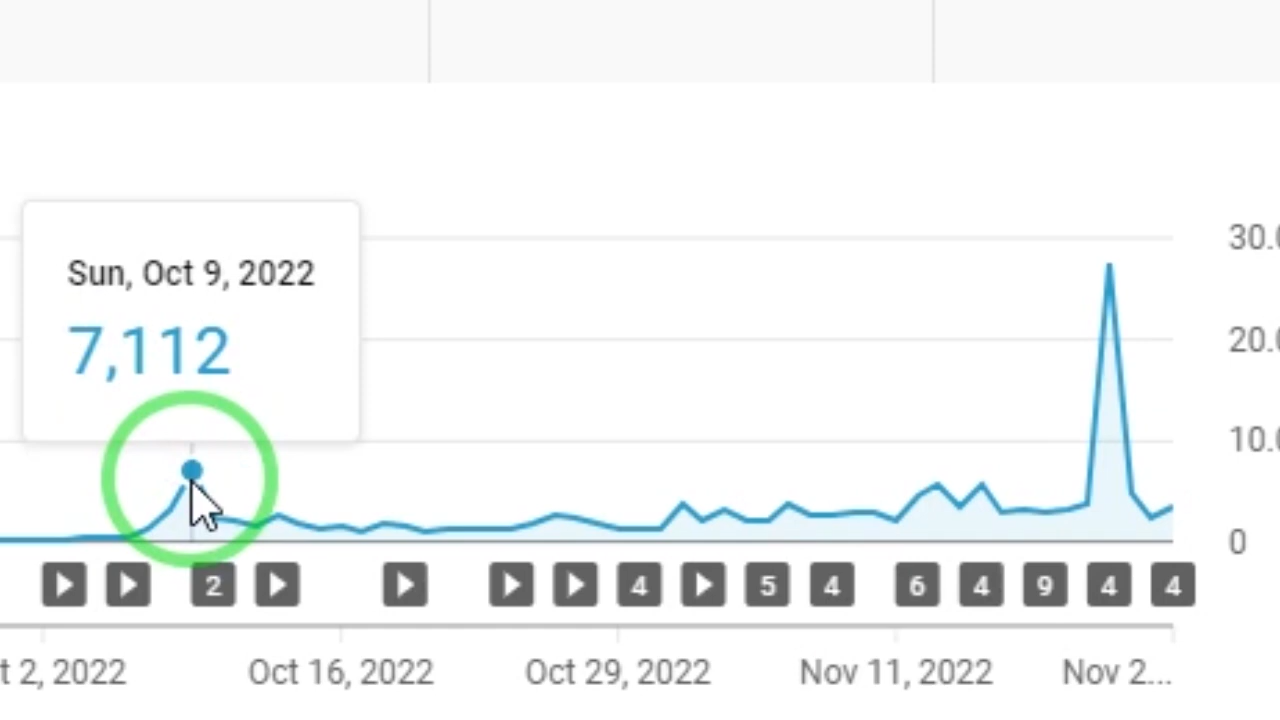 Sun, Oct 9, 2022
7,112
30.0
20.0
10.0
0
2 4 5 4 6 4 9 4 4
t 2, 2022 Oct 16, 2022 Oct 29, 2022 Nov 11, 2022 Nov 2...